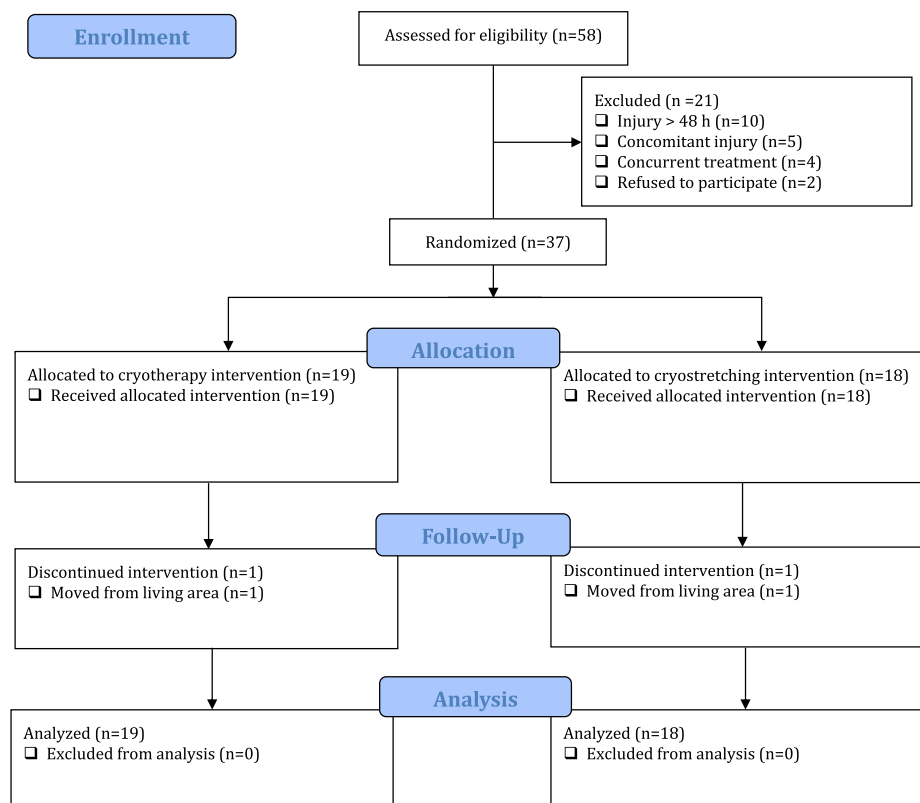 Enrollment
Assessed for eligibility (n=58)
Excluded (n =21)
❑ Injury > 48 h (n=10)
❑ Concomitant injury (n=5)
❑ Concurrent treatment (n=4)
❑ Refused to participate (n=2)
Randomized (n=37)
Allocation
Allocated to cryotherapy intervention (n=19)
❑ Received allocated intervention (n=19)
Allocated to cryostretching intervention (n=18)
❑ Received allocated intervention (n=18)
Follow-Up
Discontinued intervention (n=1)
❑ Moved from living area (n=1)
Discontinued intervention (n=1)
❑ Moved from living area (n=1)
Analysis
Analyzed (n=19)
❑ Excluded from analysis (n=0)
Analyzed (n=18)
❑ Excluded from analysis (n=0)